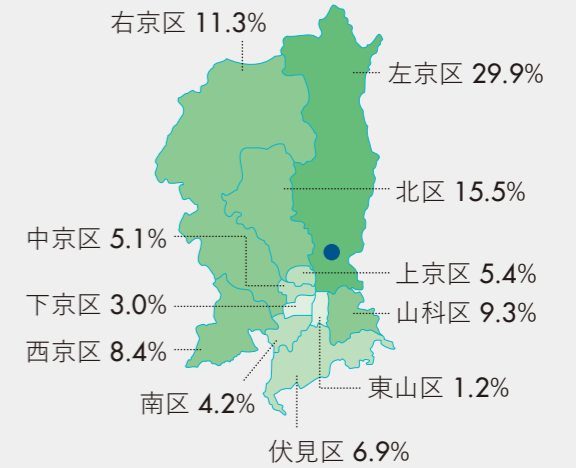 右京区 11.3%
左京区 29.9%
北区 15.5%
中京区 5.1%
上京区 5.4%
下京区 3.0%
山科区 9.3%
西京区 8.4%
東山区 1.2%
南区 4.2%
伏見区 6.9%